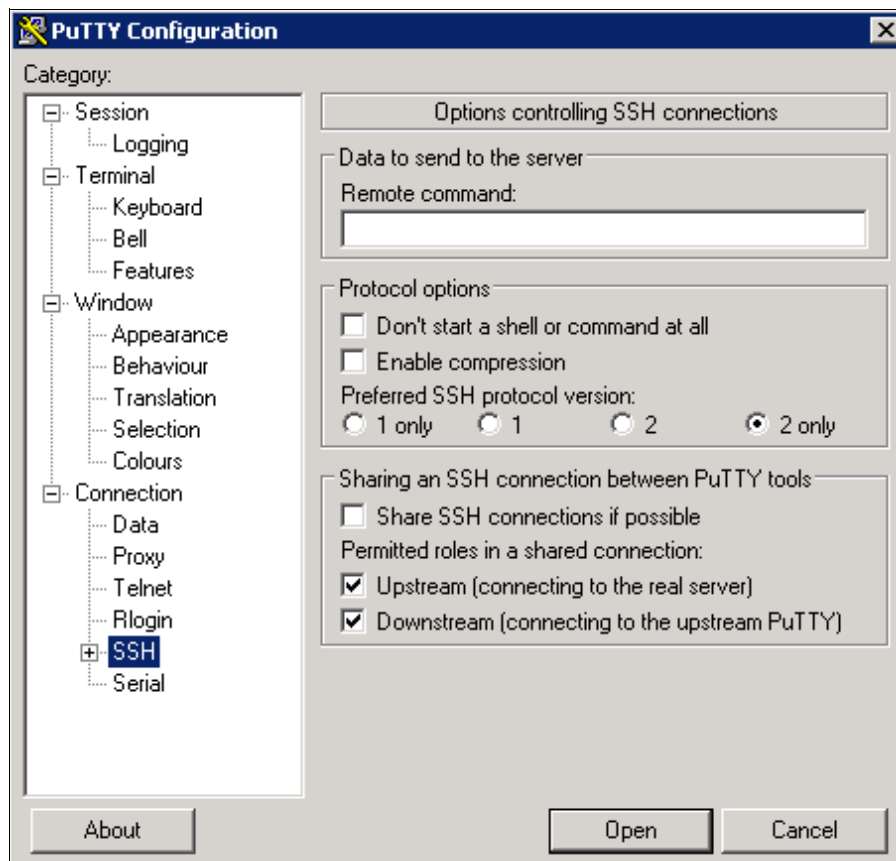 PuTTY Configuration
Category:
Session
Logging
Terminal
Keyboard
Bell
Features
Window
Appearance
Behaviour
Translation
Selection
Colours
Connection
Data
Proxy
Telnet
Rlogin
SSH
Serial
Options controlling SSH connections
Data to send to the server
Remote command:
Protocol options
Don't start a shell or command at all
Enable compression
Preferred SSH protocol version:
1 only 1 2 2 only
Sharing an SSH connection between PuTTY tools
Share SSH connections if possible
Permitted roles in a shared connection:
Upstream (connecting to the real server)
Downstream (connecting to the upstream PuTTY)
About Open Cancel